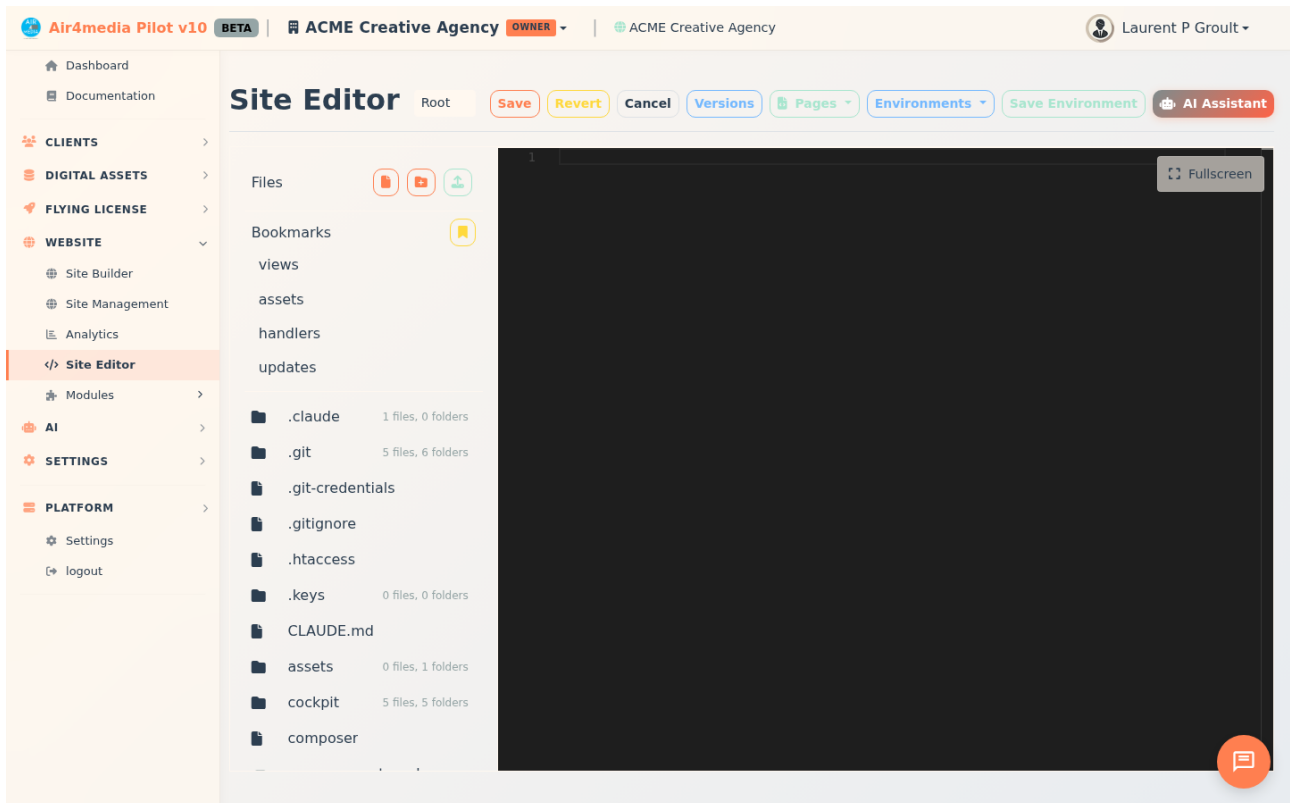 Air4media Pilot v10 BETA | ACME Creative Agency OWNER | ACME Creative Agency Laurent P Groult
Dashboard
Documentation
CLIENTS
DIGITAL ASSETS
FLYING LICENSE
WEBSITE
Site Builder
Site Management
Analytics
Site Editor
Modules
AI
SETTINGS
PLATFORM
Settings
logout
Site Editor Root Save Revert Cancel Versions Pages Environments Save Environment AI Assistant
Files
Bookmarks
views
assets
handlers
updates
.claude 1 files, 0 folders
.git 5 files, 6 folders
.git-credentials
.gitignore
.htaccess
.keys 0 files, 0 folders
CLAUDE.md
assets 0 files, 1 folders
cockpit 5 files, 5 folders
composer
1
Fullscreen